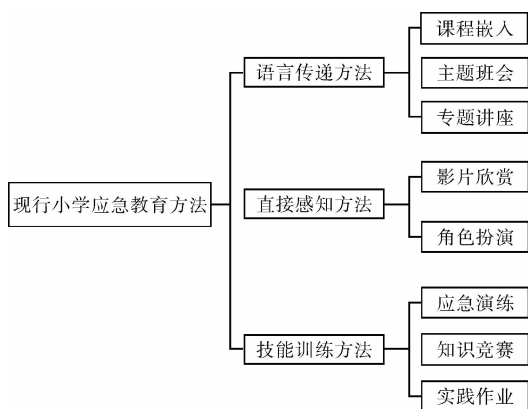 现行小学应急教育方法
语言传递方法
课程嵌入
主题班会
专题讲座
直接感知方法
影片欣赏
角色扮演
技能训练方法
应急演练
知识竞赛
实践作业